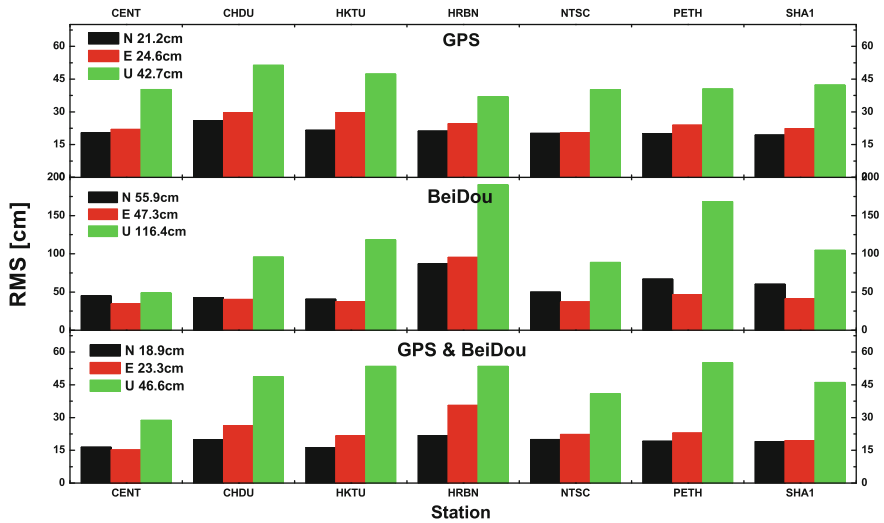 CENT CHDU HKTU HRBN NTSC PETH SHA1
GPS
N 21.2cm
E 24.6cm
U 42.7cm
60
45
30
15
0
60
45
30
15
0
BeiDou
N 55.9cm
E 47.3cm
U 116.4cm
200
150
100
50
0
200
150
100
50
0
GPS & BeiDou
N 18.9cm
E 23.3cm
U 46.6cm
60
45
30
15
0
60
45
30
15
0
RMS [cm]
CENT CHDU HKTU HRBN NTSC PETH SHA1
Station